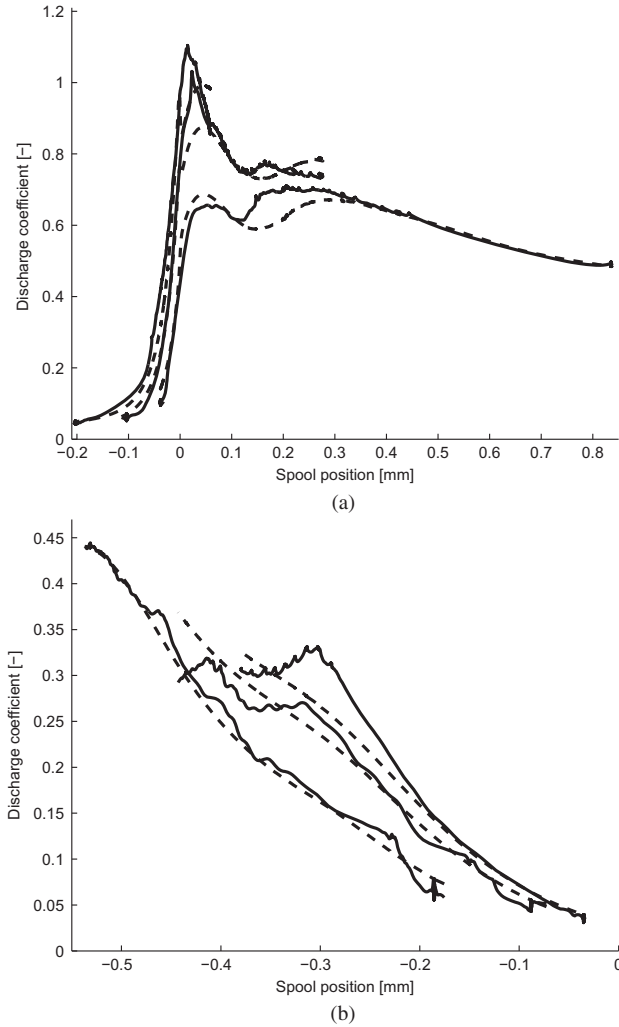 1.2
1
0.8
0.6
0.4
0.2
0
Discharge coefficient [−]
−0.2 −0.1 0 0.1 0.2 0.3 0.4 0.5 0.6 0.7 0.8
Spool position [mm]
(a)
0.45
0.4
0.35
0.3
0.25
0.2
0.15
0.1
0.05
0
Discharge coefficient [−]
−0.5 −0.4 −0.3 −0.2 −0.1 0
Spool position [mm]
(b)